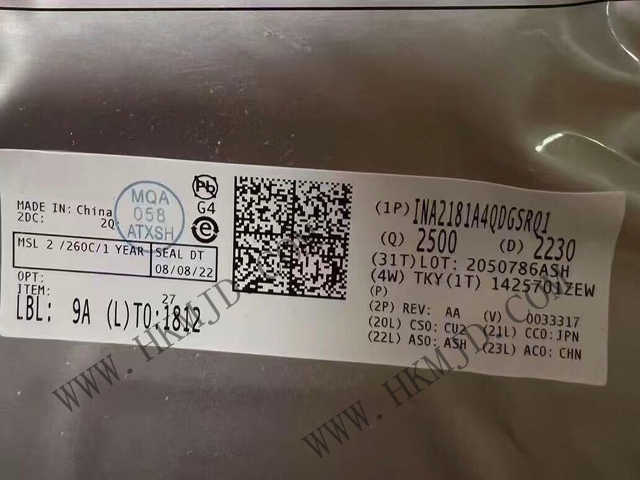 MADE IN: China
2DC: 2Q:
MQA
058
ATXSH
Pb
G4
e
MSL 2 /260C/1 YEAR
SEAL DT
08/08/22
OPT:
ITEM: 27
LBL: 9A (L)TO:1812
(1P) INA2181A4QDGSRQ1
(Q) 2500 (D) 2230
(31T) LOT: 2050786ASH
(4W) TKY(1T) 1425701ZEW
(P)
(2P) REV: AA (V) 0033317
(20L) CSO: CU2 (21L) CCO:JPN
(22L) ASO: ASH (23L) ACO: CHN
WWW.HKMJD.COM
WWW.HKMJD.COM